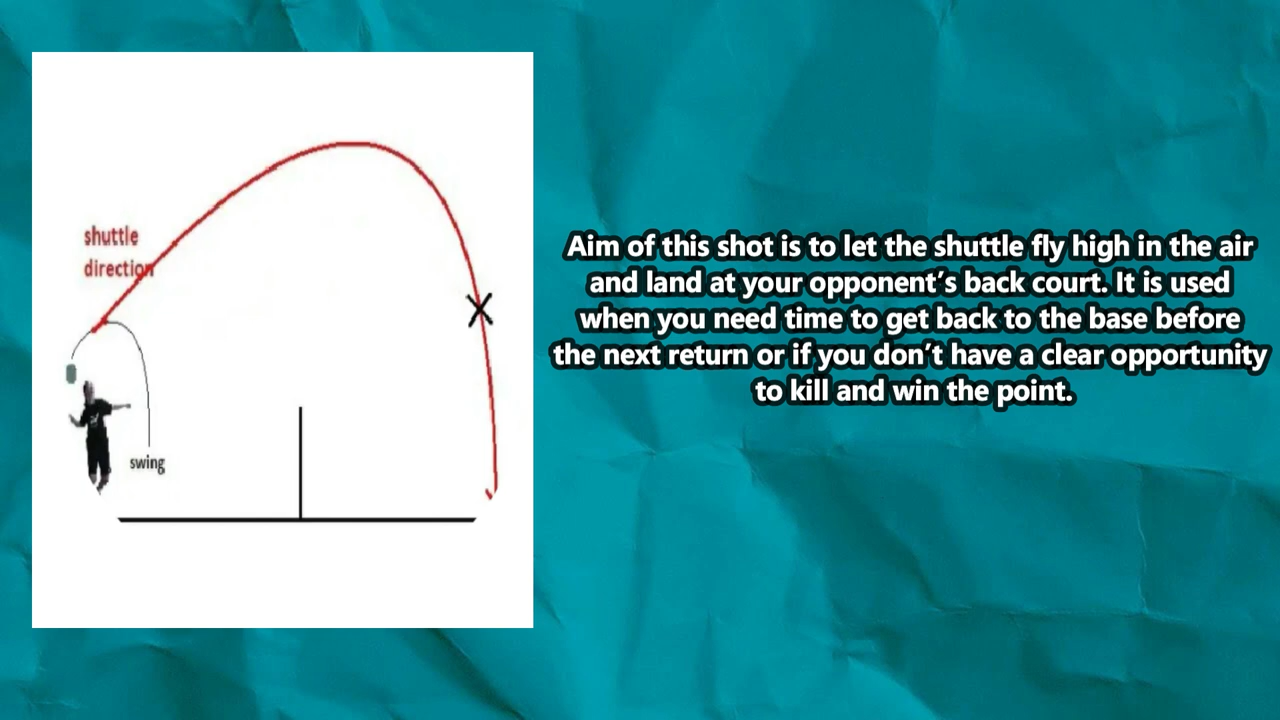 shuttle
direction
swing
Aim of this shot is to let the shuttle fly high in the air
and land at your opponent’s back court. It is used
when you need time to get back to the base before
the next return or if you don’t have a clear opportunity
to kill and win the point.